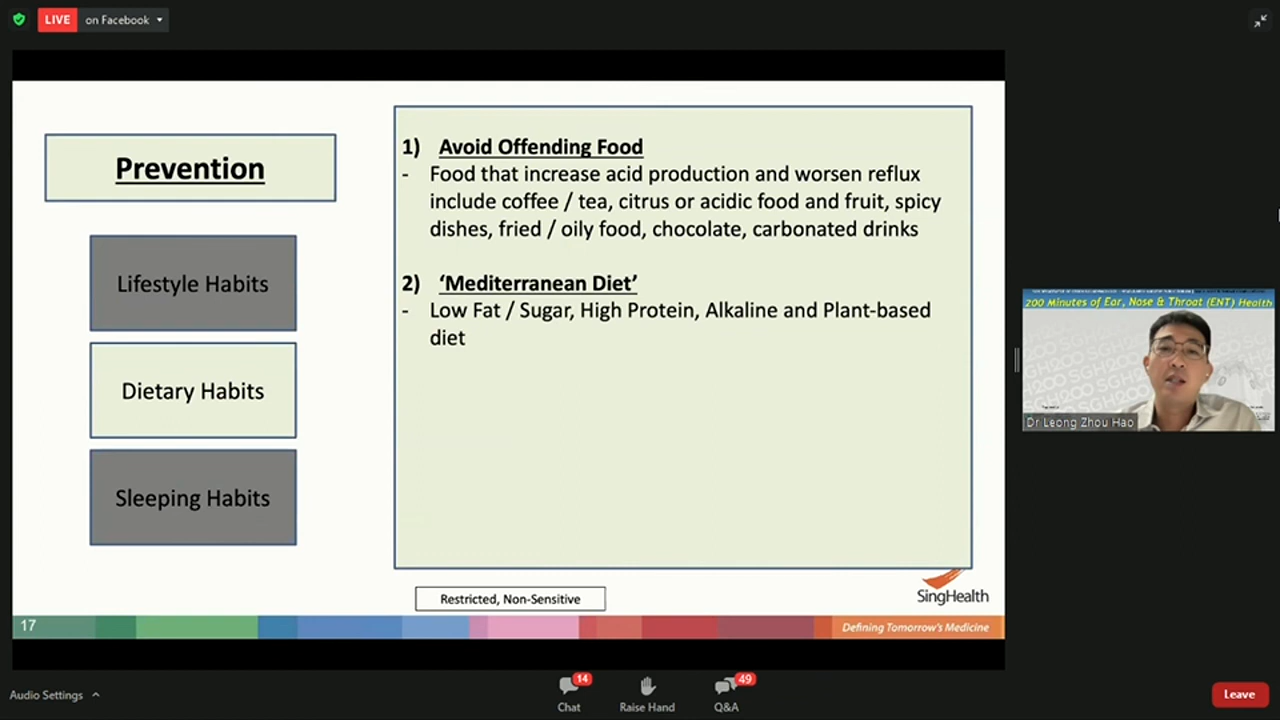 LIVE on Facebook
Prevention
Lifestyle Habits
Dietary Habits
Sleeping Habits
1) Avoid Offending Food
- Food that increase acid production and worsen reflux
include coffee / tea, citrus or acidic food and fruit, spicy
dishes, fried / oily food, chocolate, carbonated drinks
2) ‘Mediterranean Diet’
- Low Fat / Sugar, High Protein, Alkaline and Plant-based
diet
Restricted, Non-Sensitive
SingHealth
17
Defining Tomorrow's Medicine
200 Minutes of Ear, Nose & Throat (ENT) Health
SGH200 SGH200
Dr Leong Zhou Hao
Audio Settings
14
Chat
Raise Hand
49
Q&A
Leave